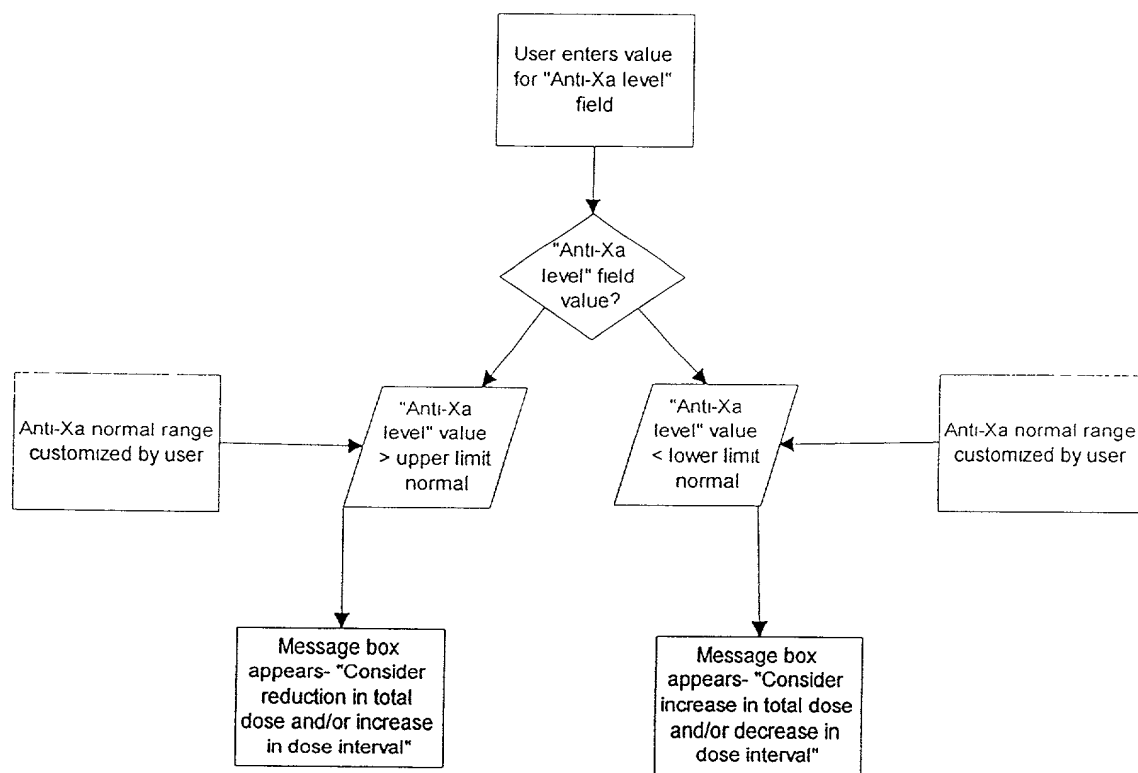 User enters value
for "Anti-Xa level"
field
"Anti-Xa
level" field
value?
Anti-Xa normal range
customized by user
"Anti-Xa
level" value
> upper limit
normal
"Anti-Xa
level" value
< lower limit
normal
Anti-Xa normal range
customized by user
Message box
appears- "Consider
reduction in total
dose and/or increase
in dose interval"
Message box
appears- "Consider
increase in total dose
and/or decrease in
dose interval"